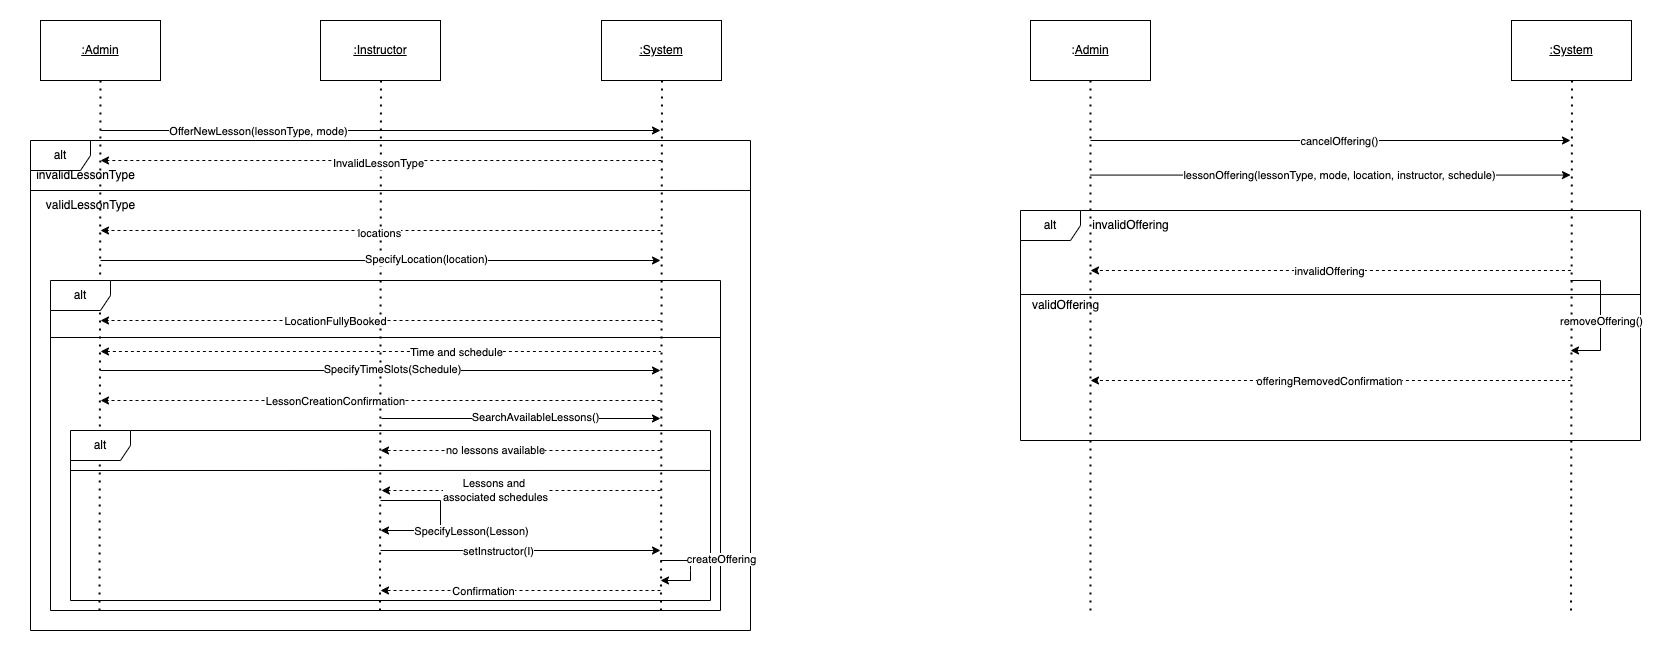 :Admin
:Instructor
:System
OfferNewLesson(lessonType, mode)
alt
InvalidLessonType
invalidLessonType
validLessonType
locations
SpecifyLocation(location)
alt
LocationFullyBooked
Time and schedule
SpecifyTimeSlots(Schedule)
LessonCreationConfirmation
SearchAvailableLessons()
alt
no lessons available
Lessons and
associated schedules
SpecifyLesson(Lesson)
setInstructor(I)
createOffering
Confirmation
:Admin
:System
cancelOffering()
lessonOffering(lessonType, mode, location, instructor, schedule)
alt
invalidOffering
invalidOffering
validOffering
removeOffering()
offeringRemovedConfirmation